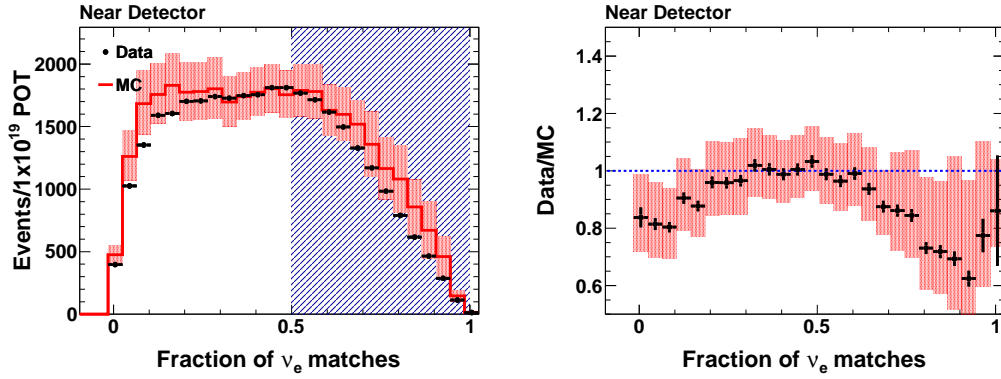 Near Detector
Data
MC
Events/1x10¹⁹ POT
2000
1500
1000
500
0
0
0.5
1
Fraction of νₑ matches
Near Detector
Data/MC
1.4
1.2
1
0.8
0.6
0
0.5
1
Fraction of νₑ matches